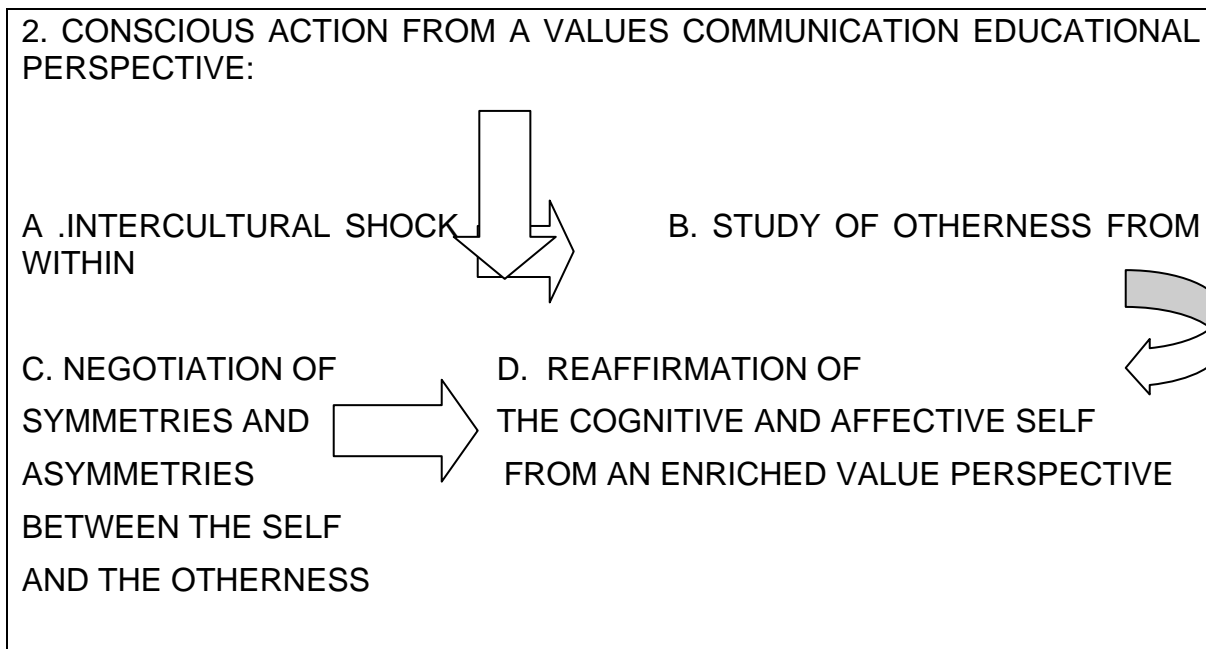 2. CONSCIOUS ACTION FROM A VALUES COMMUNICATION EDUCATIONAL
PERSPECTIVE:
A .INTERCULTURAL SHOCK B. STUDY OF OTHERNESS FROM
WITHIN
C. NEGOTIATION OF D. REAFFIRMATION OF
SYMMETRIES AND THE COGNITIVE AND AFFECTIVE SELF
ASYMMETRIES FROM AN ENRICHED VALUE PERSPECTIVE
BETWEEN THE SELF
AND THE OTHERNESS